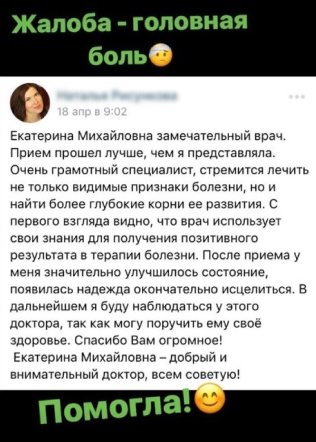 Жалоба - головная
боль🤕
18 апр в 9:02
Екатерина Михайловна замечательный врач.
Прием прошел лучше, чем я представляла.
Очень грамотный специалист, стремится лечить
не только видимые признаки болезни, но и
найти более глубокие корни ее развития. С
первого взгляда видно, что врач использует
свои знания для получения позитивного
результата в терапии болезни. После приема у
меня значительно улучшилось состояние,
появилась надежда окончательно исцелиться. В
дальнейшем я буду наблюдаться у этого
доктора, так как могу поручить ему своё
здоровье. Спасибо Вам огромное!
Екатерина Михайловна – добрый и
внимательный доктор, всем советую!
Помогла!😊